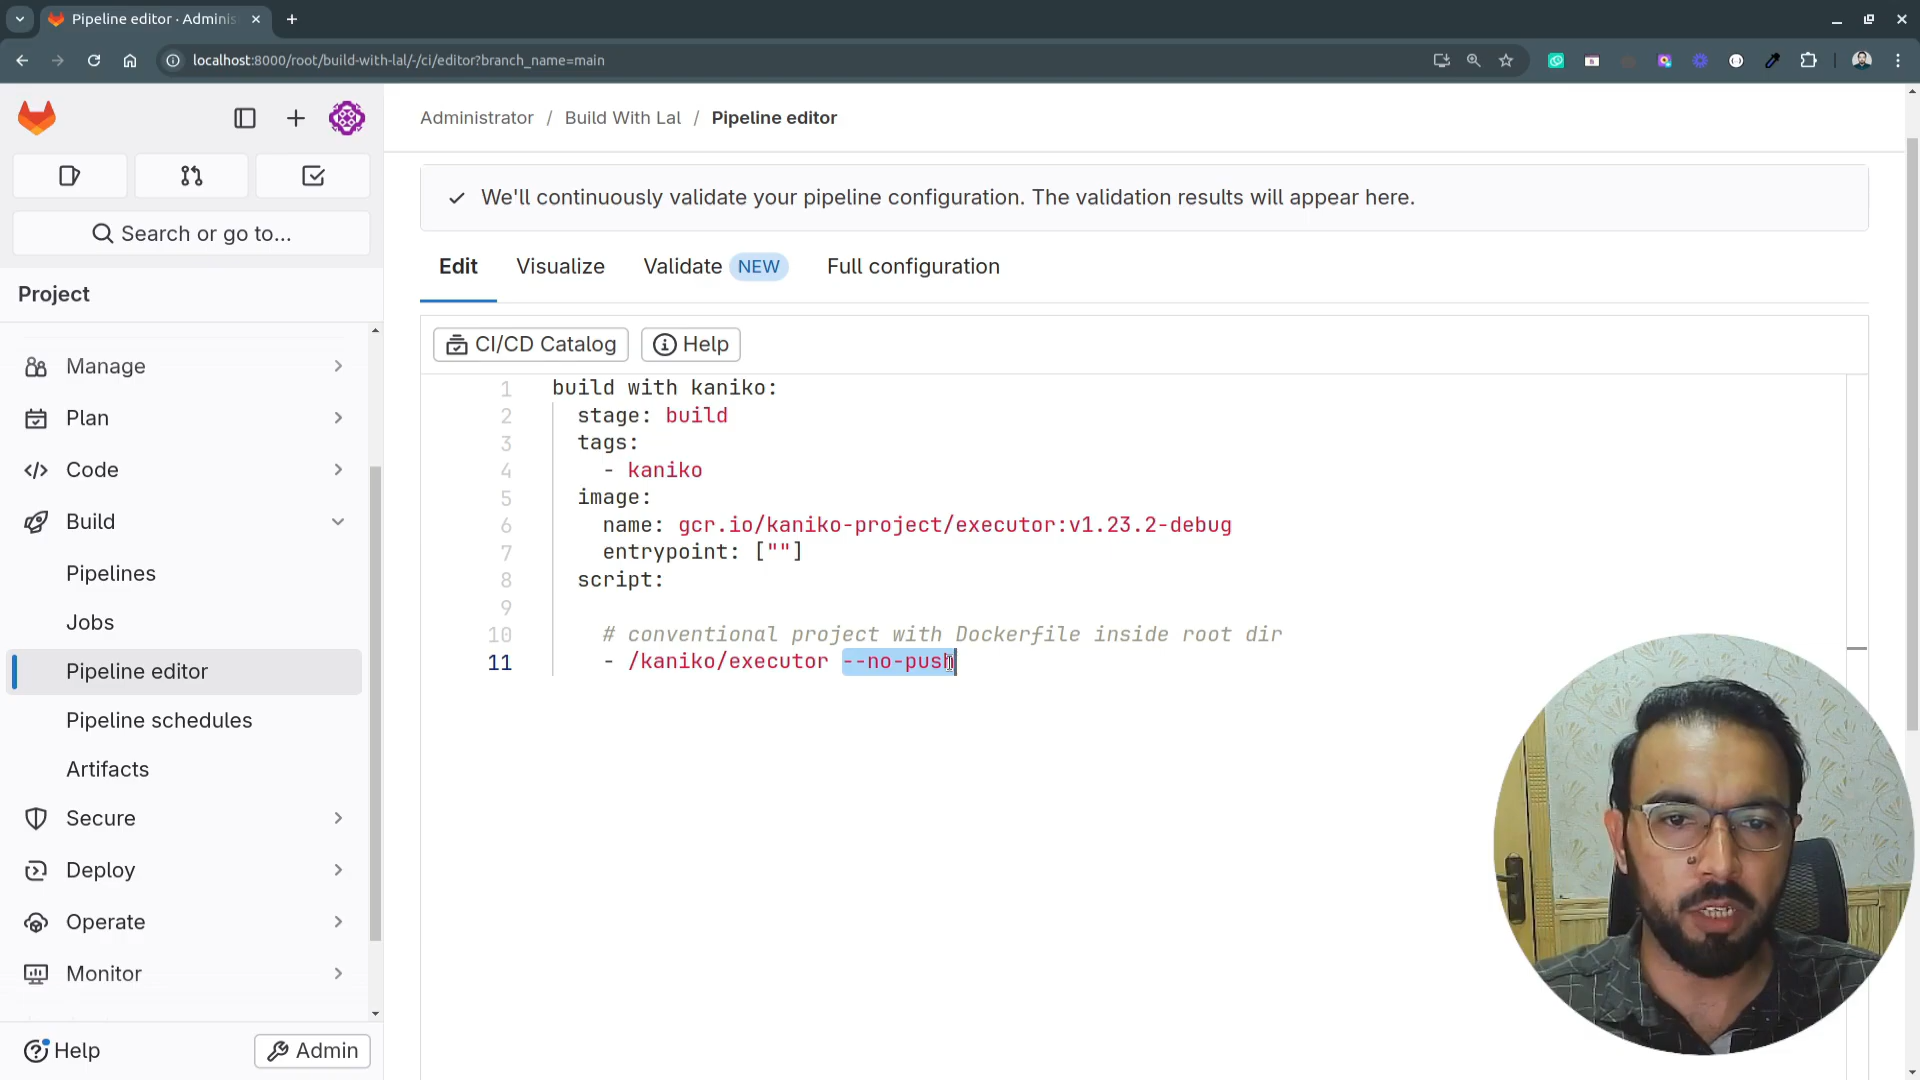 Pipeline editor · Adminis
localhost:8000/root/build-with-lal/-/ci/editor?branch_name=main
Administrator / Build With Lal / Pipeline editor
Search or go to...
Project
Manage
Plan
Code
Build
Pipelines
Jobs
Pipeline editor
Pipeline schedules
Artifacts
Secure
Deploy
Operate
Monitor
Help
Admin
We'll continuously validate your pipeline configuration. The validation results will appear here.
Edit Visualize Validate NEW Full configuration
CI/CD Catalog Help
1 build with kaniko:
2 stage: build
3 tags:
4 - kaniko
5 image:
6 name: gcr.io/kaniko-project/executor:v1.23.2-debug
7 entrypoint: [""]
8 script:
9
10 # conventional project with Dockerfile inside root dir
11 - /kaniko/executor --no-push